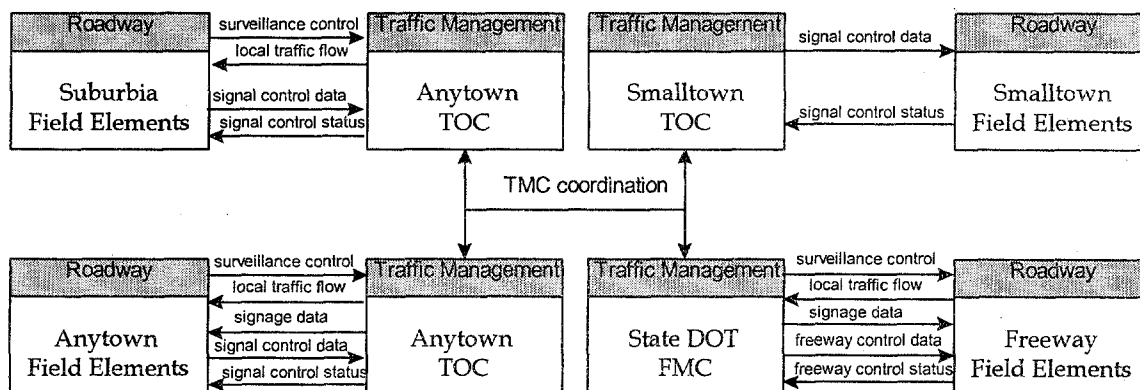 Roadway
Suburbia
Field Elements
surveillance control
local traffic flow
signal control data
signal control status
Traffic Management
Anytown
TOC
Traffic Management
Smalltown
TOC
signal control data
signal control status
Roadway
Smalltown
Field Elements
TMC coordination
Roadway
Anytown
Field Elements
surveillance control
local traffic flow
signage data
signal control data
signal control status
Traffic Management
Anytown
TOC
Traffic Management
State DOT
FMC
surveillance control
local traffic flow
signage data
freeway control data
freeway control status
Roadway
Freeway
Field Elements